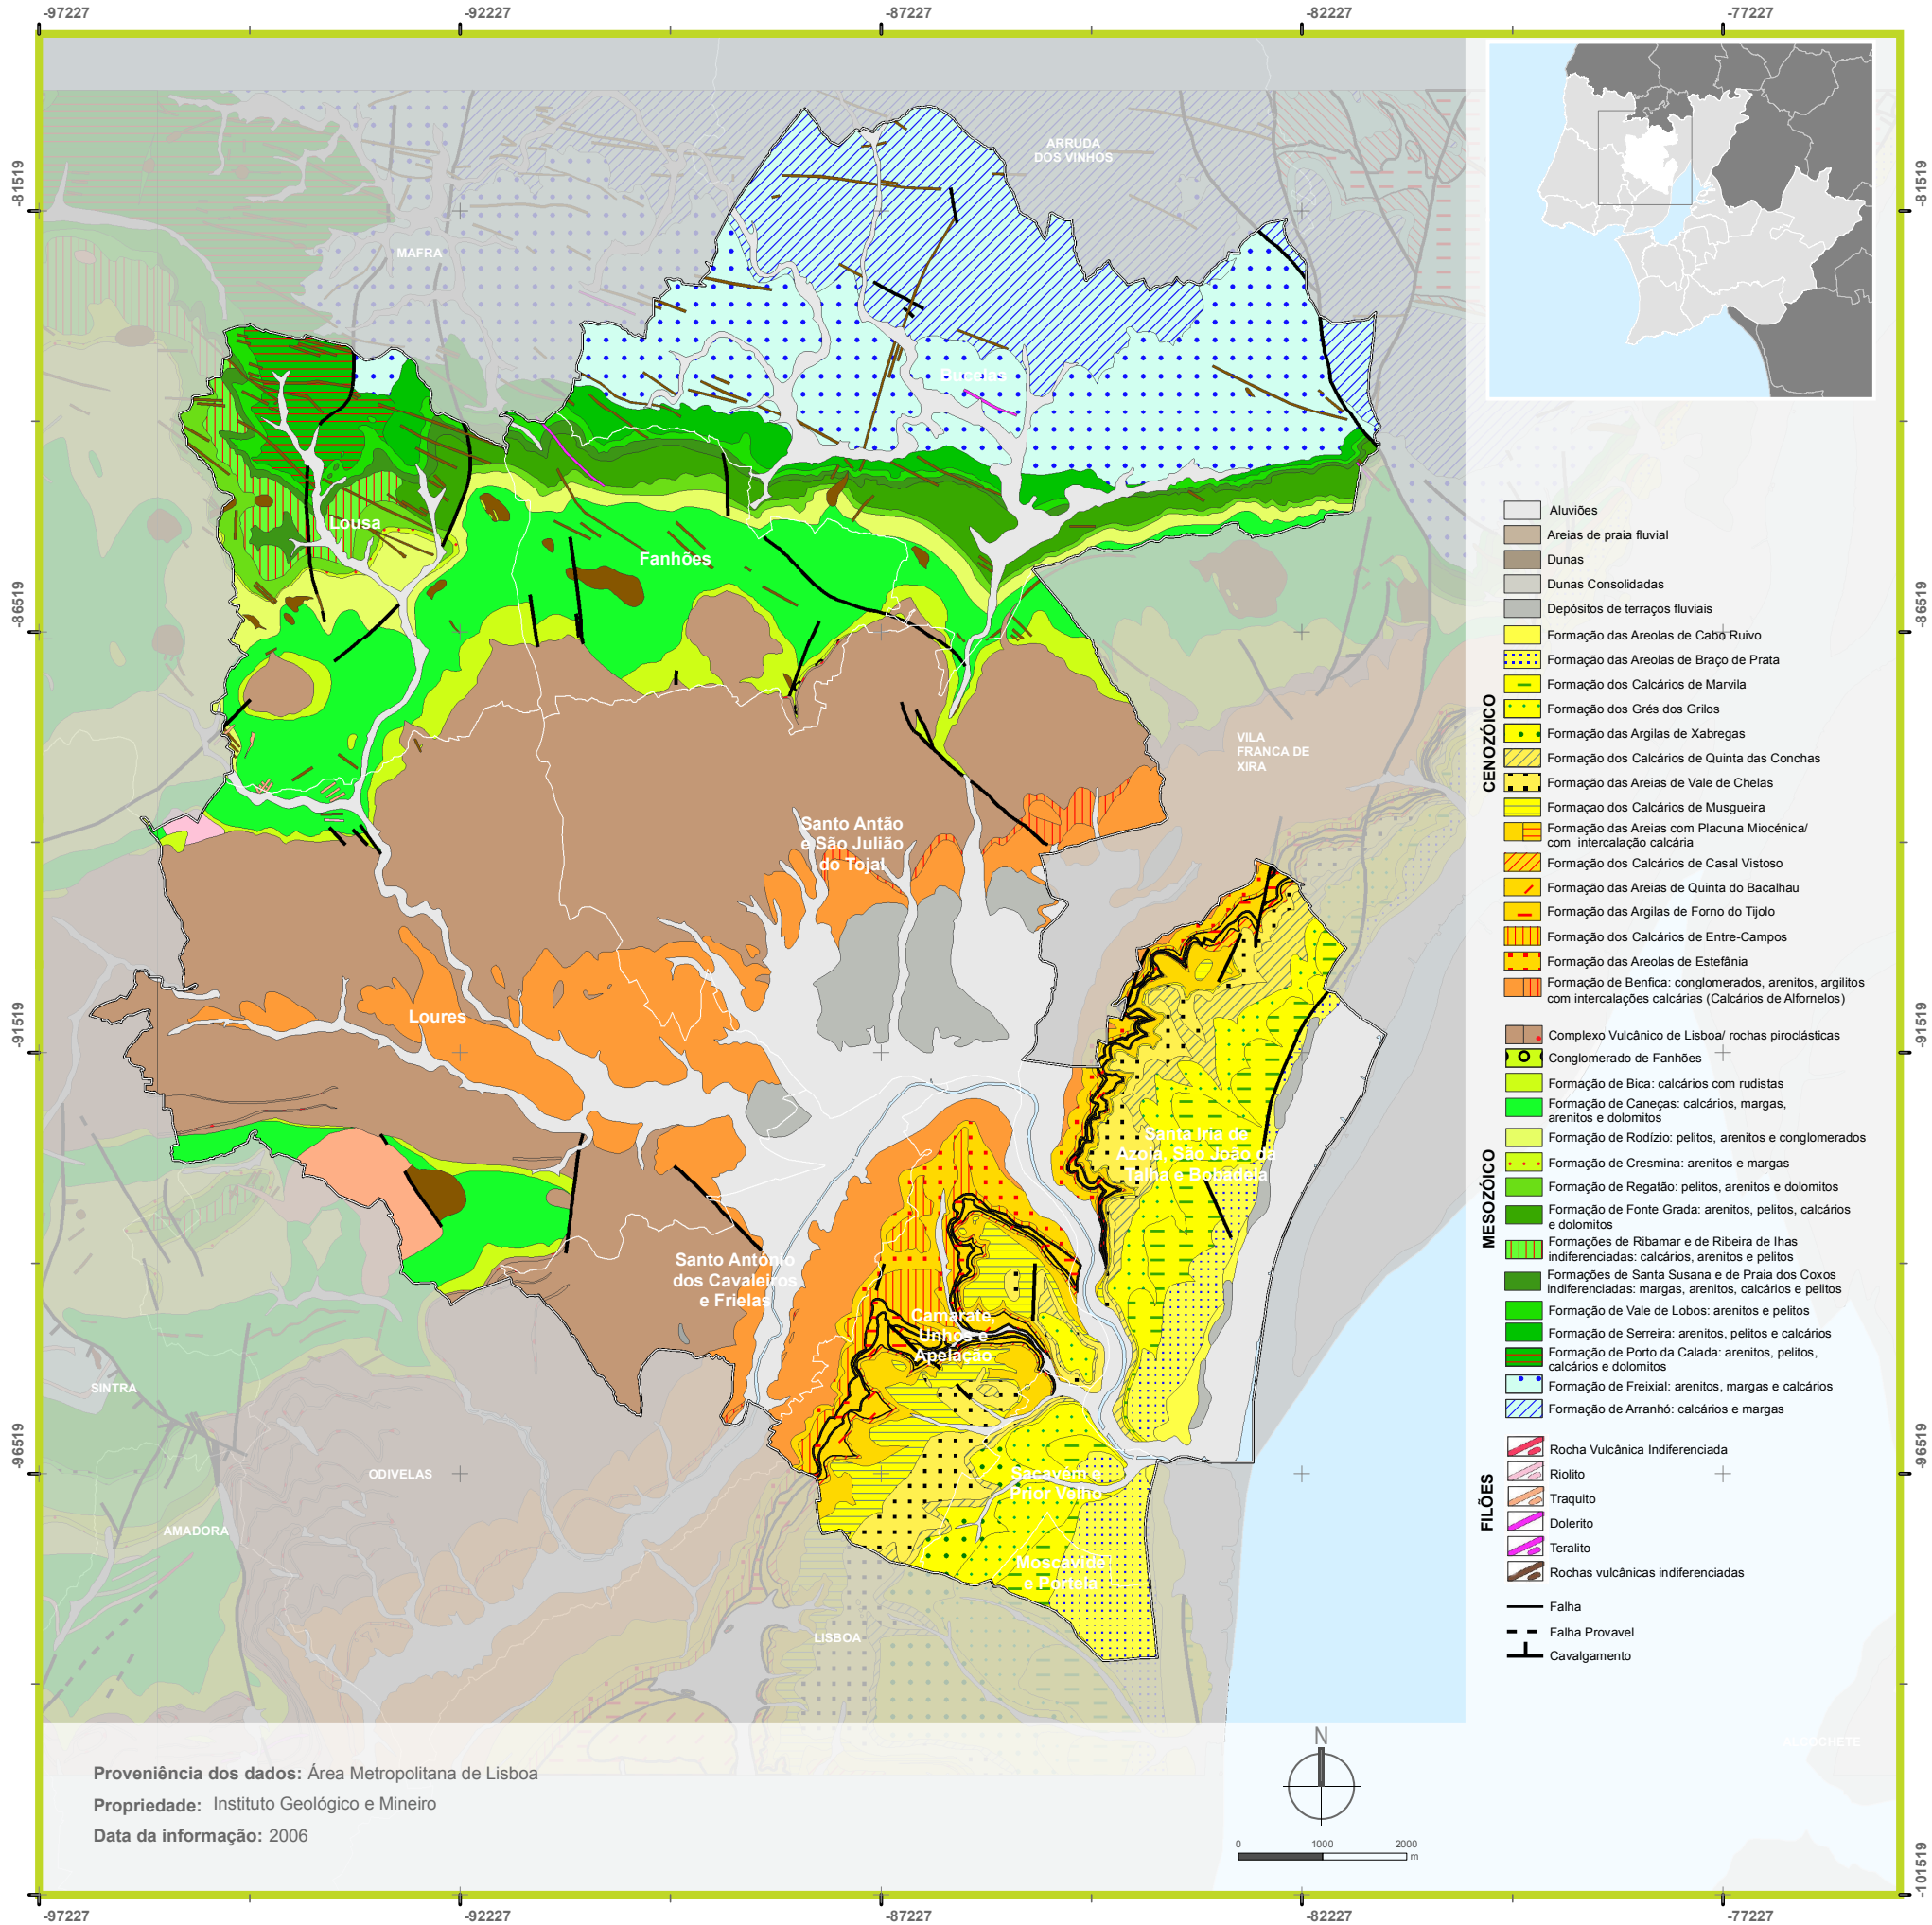 -97227
-92227
-87227
-82227
-77227
-81519
-81519
-86519
-86519
-91519
-91519
-96519
-96519
-101519
ARRUDA
DOS VINHOS
MAFRA
Bucelas
Lousa
Fanhões
VILA
FRANCA DE
XIRA
Santo Antão
e São Julião
do Tojal
Loures
Santa Iria de
Azoia, São João da
Talha e Bobadela
Santo António
dos Cavaleiros
e Frielas
Camarate,
Unhos e
Apelação
SINTRA
ODIVELAS
Sacavém e
Prior Velho
AMADORA
Moscavide
e Portela
LISBOA
ALCOCHETE
CENOZÓICO
Aluviões
Areias de praia fluvial
Dunas
Dunas Consolidadas
Depósitos de terraços fluviais
Formação das Areolas de Cabo Ruivo
Formação das Areolas de Braço de Prata
Formação dos Calcários de Marvila
Formação dos Grés dos Grilos
Formação das Argilas de Xabregas
Formação dos Calcários de Quinta das Conchas
Formação das Areias de Vale de Chelas
Formaçao dos Calcários de Musgueira
Formação das Areias com Placuna Miocénica/
com intercalação calcária
Formação dos Calcários de Casal Vistoso
Formação das Areias de Quinta do Bacalhau
Formação das Argilas de Forno do Tijolo
Formação dos Calcários de Entre-Campos
Formação das Areolas de Estefânia
Formação de Benfica: conglomerados, arenitos, argilitos
com intercalações calcárias (Calcários de Alfornelos)
MESOZÓICO
Complexo Vulcânico de Lisboa/ rochas piroclásticas
Conglomerado de Fanhões
Formação de Bica: calcários com rudistas
Formação de Caneças: calcários, margas,
arenitos e dolomitos
Formação de Rodízio: pelitos, arenitos e conglomerados
Formação de Cresmina: arenitos e margas
Formação de Regatão: pelitos, arenitos e dolomitos
Formação de Fonte Grada: arenitos, pelitos, calcários
e dolomitos
Formações de Ribamar e de Ribeira de Ihas
indiferenciadas: calcários, arenitos e pelitos
Formações de Santa Susana e de Praia dos Coxos
indiferenciadas: margas, arenitos, calcários e pelitos
Formação de Vale de Lobos: arenitos e pelitos
Formação de Serreira: arenitos, pelitos e calcários
Formação de Porto da Calada: arenitos, pelitos,
calcários e dolomitos
Formação de Freixial: arenitos, margas e calcários
Formação de Arranhó: calcários e margas
FILÕES
Rocha Vulcânica Indiferenciada
Riolito
Traquito
Dolerito
Teralito
Rochas vulcânicas indiferenciadas
Falha
Falha Provavel
Cavalgamento
Proveniência dos dados: Área Metropolitana de Lisboa
Propriedade: Instituto Geológico e Mineiro
Data da informação: 2006
N
0 1000 2000
m
-97227
-92227
-87227
-82227
-77227